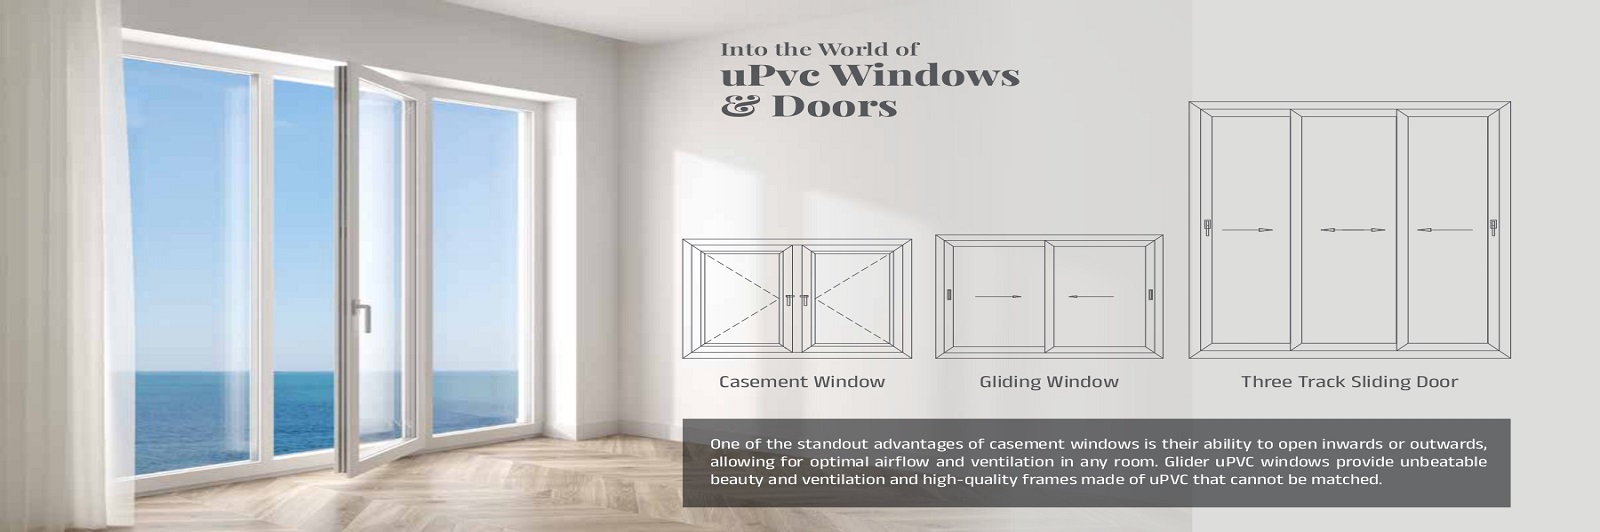 Into the World of
uPvc Windows
& Doors
Casement Window
Gliding Window
Three Track Sliding Door
One of the standout advantages of casement windows is their ability to open inwards or outwards,
allowing for optimal airflow and ventilation in any room. Glider uPVC windows provide unbeatable
beauty and ventilation and high-quality frames made of uPVC that cannot be matched.